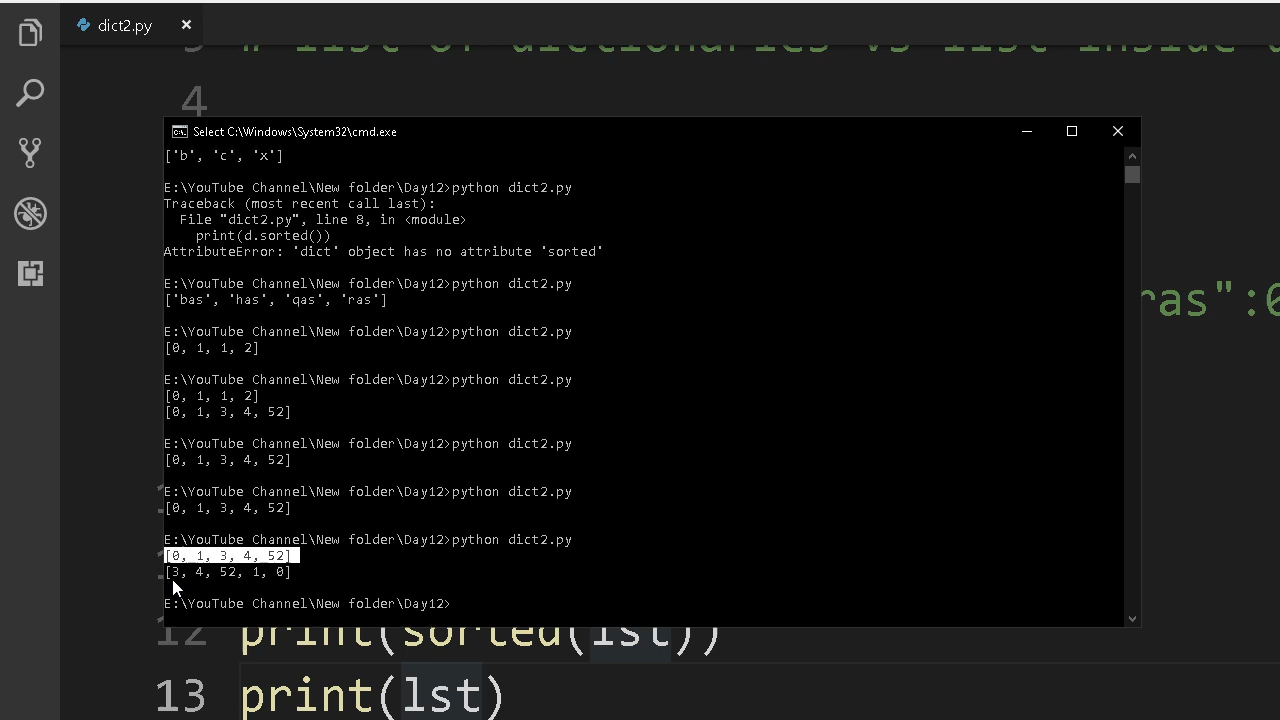 dict2.py
# list of dictionaries vs list inside
4
Select C:\Windows\System32\cmd.exe
['b', 'c', 'x']
E:\YouTube Channel\New folder\Day12>python dict2.py
Traceback (most recent call last):
File "dict2.py", line 8, in <module>
print(d.sorted())
AttributeError: 'dict' object has no attribute 'sorted'
E:\YouTube Channel\New folder\Day12>python dict2.py
['bas', 'has', 'qas', 'ras']
ras":0
E:\YouTube Channel\New folder\Day12>python dict2.py
[0, 1, 1, 2]
E:\YouTube Channel\New folder\Day12>python dict2.py
[0, 1, 1, 2]
[0, 1, 3, 4, 52]
E:\YouTube Channel\New folder\Day12>python dict2.py
[0, 1, 3, 4, 52]
E:\YouTube Channel\New folder\Day12>python dict2.py
[0, 1, 3, 4, 52]
E:\YouTube Channel\New folder\Day12>python dict2.py
[0, 1, 3, 4, 52]
[3, 4, 52, 1, 0]
E:\YouTube Channel\New folder\Day12>
12 print(sorted(lst))
13 print(lst)